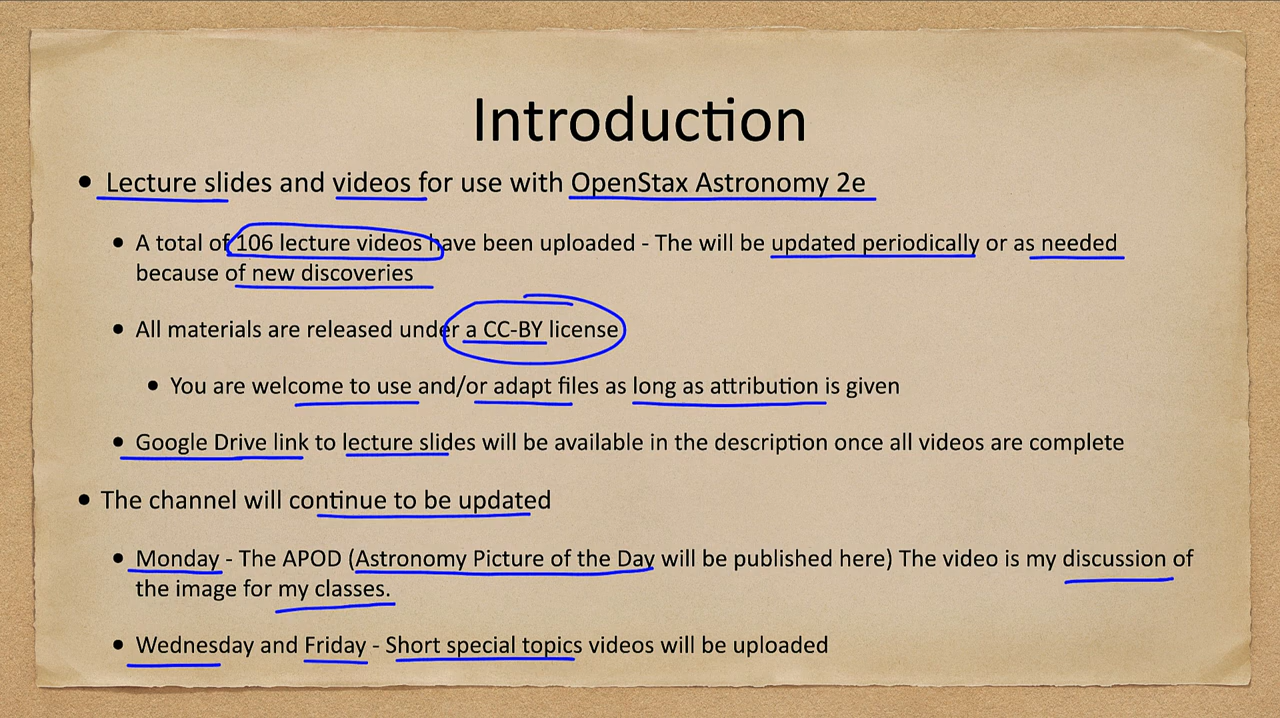 Introduction
• Lecture slides and videos for use with OpenStax Astronomy 2e
• A total of 106 lecture videos have been uploaded - The will be updated periodically or as needed
because of new discoveries
• All materials are released under a CC-BY license
• You are welcome to use and/or adapt files as long as attribution is given
• Google Drive link to lecture slides will be available in the description once all videos are complete
• The channel will continue to be updated
• Monday - The APOD (Astronomy Picture of the Day will be published here) The video is my discussion of
the image for my classes.
• Wednesday and Friday - Short special topics videos will be uploaded